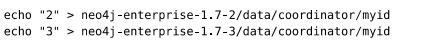 echo "2" > neo4j-enterprise-1.7-2/data/coordinator/myid
echo "3" > neo4j-enterprise-1.7-3/data/coordinator/myid